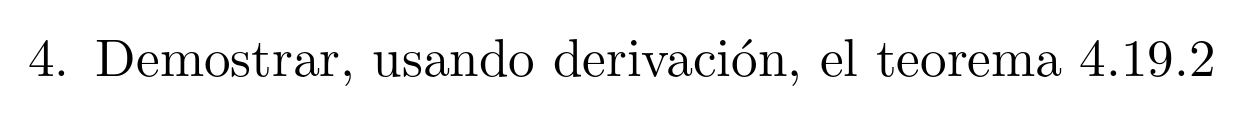 4. Demostrar, usando derivación, el teorema 4.19.2